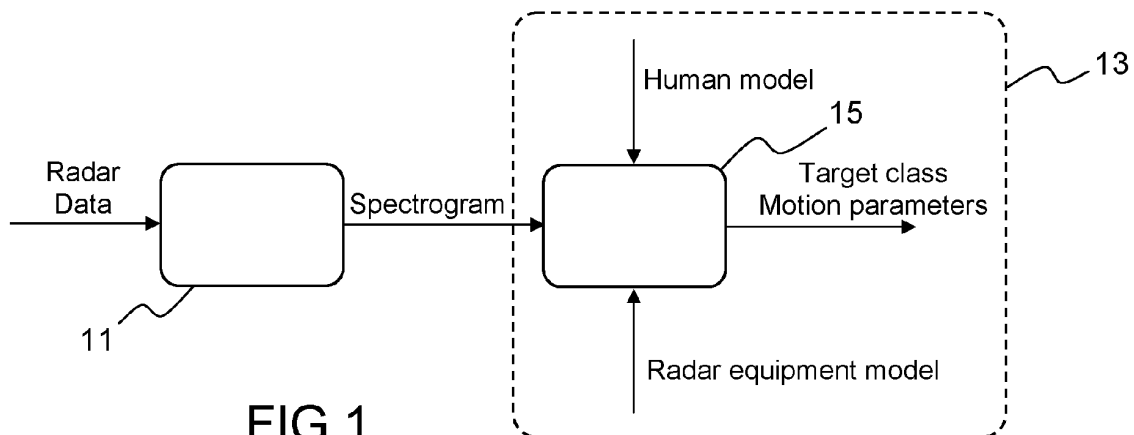 13
Human model
15
Radar
Data
Spectrogram
Target class
Motion parameters
11
Radar equipment model
FIG 1